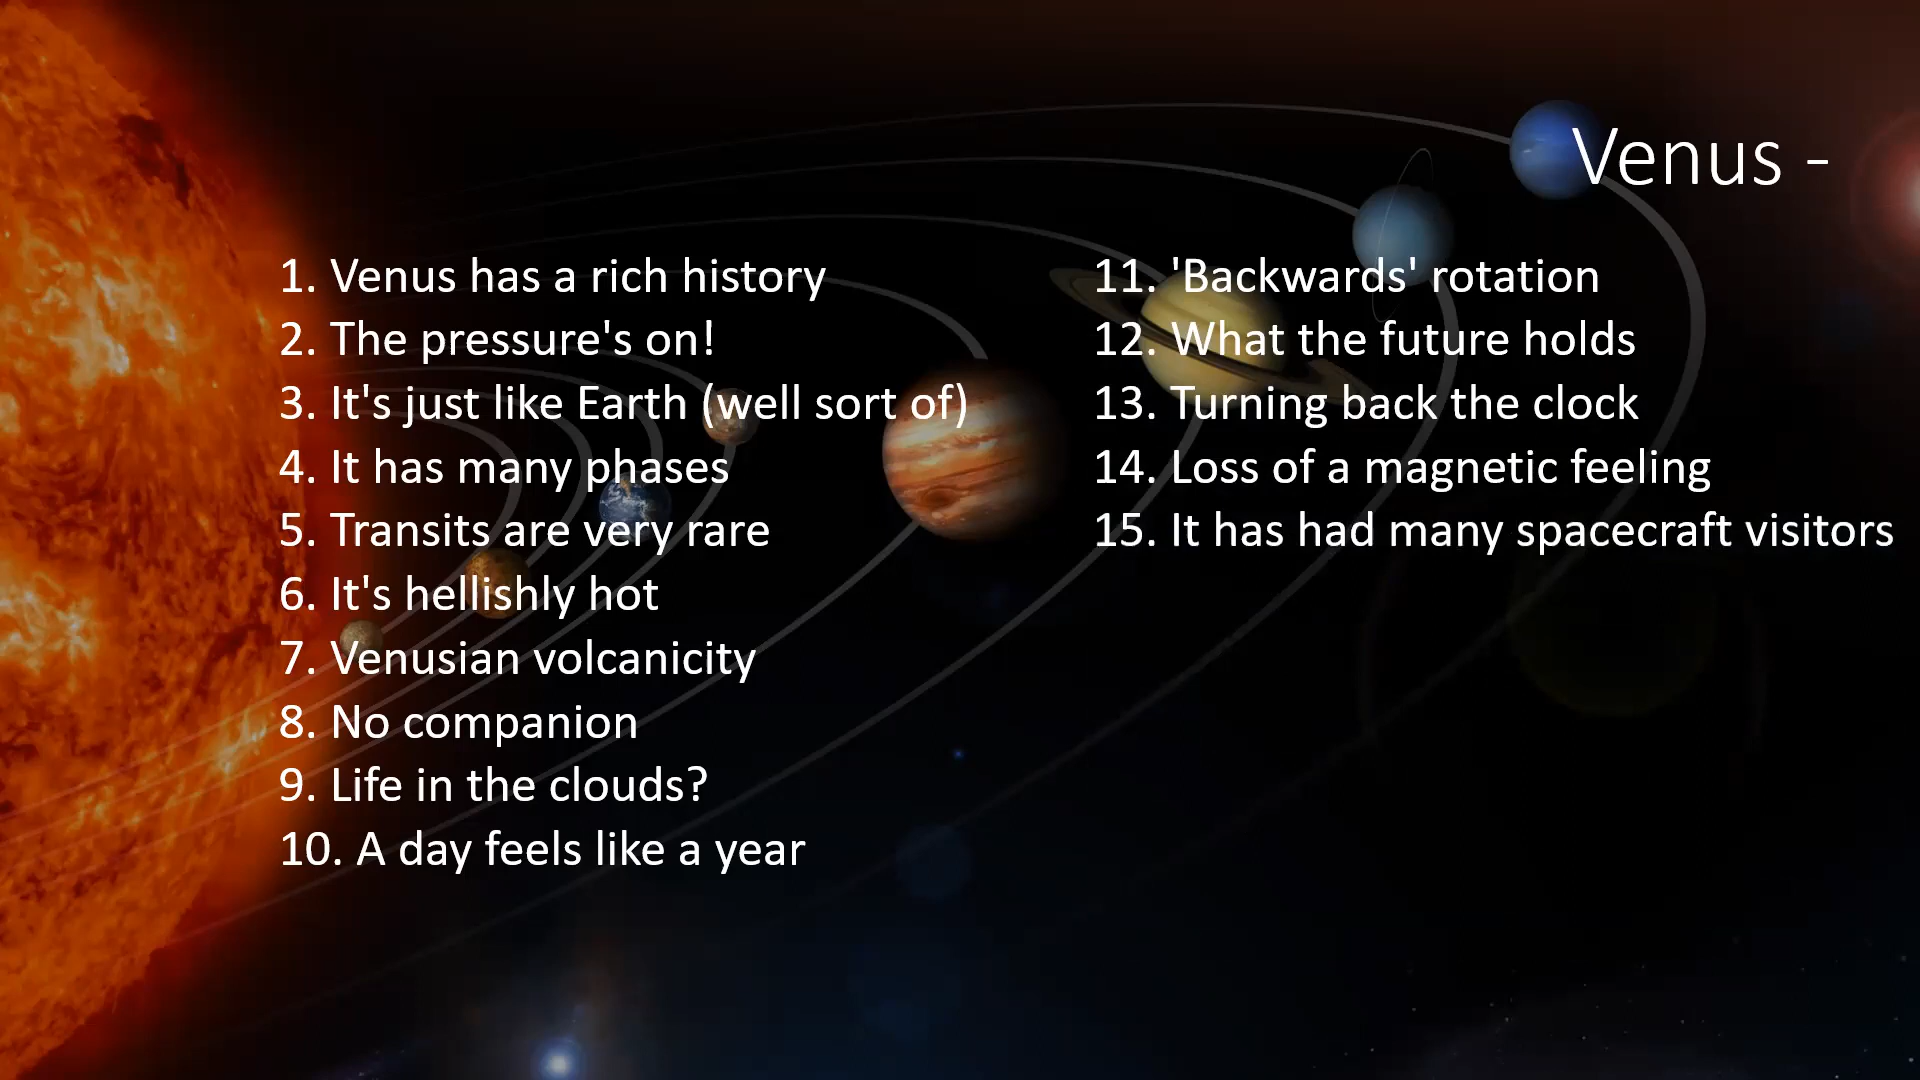 Venus -
1. Venus has a rich history
2. The pressure's on!
3. It's just like Earth (well sort of)
4. It has many phases
5. Transits are very rare
6. It's hellishly hot
7. Venusian volcanicity
8. No companion
9. Life in the clouds?
10. A day feels like a year
11. 'Backwards' rotation
12. What the future holds
13. Turning back the clock
14. Loss of a magnetic feeling
15. It has had many spacecraft visitors